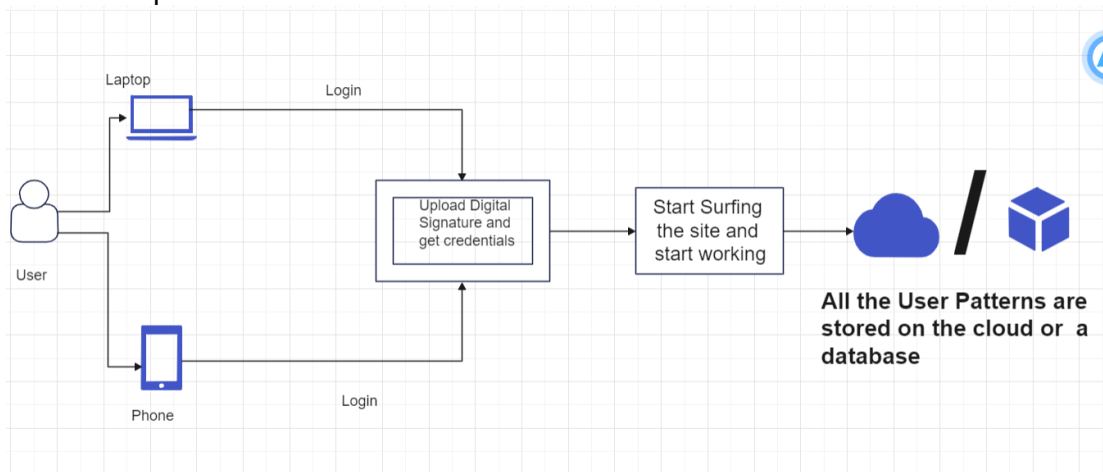 Laptop
Login
Upload Digital
Signature and
get credentials
Start Surfing
the site and
start working
User
All the User Patterns are
stored on the cloud or a
database
Login
Phone